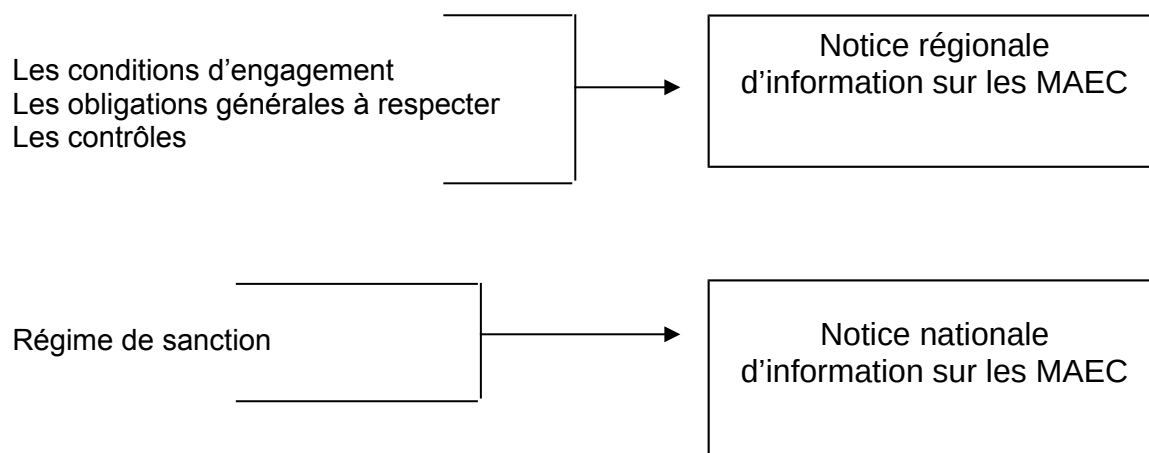 Les conditions d’engagement
Les obligations générales à respecter
Les contrôles
Notice régionale
d’information sur les MAEC
Régime de sanction
Notice nationale
d’information sur les MAEC